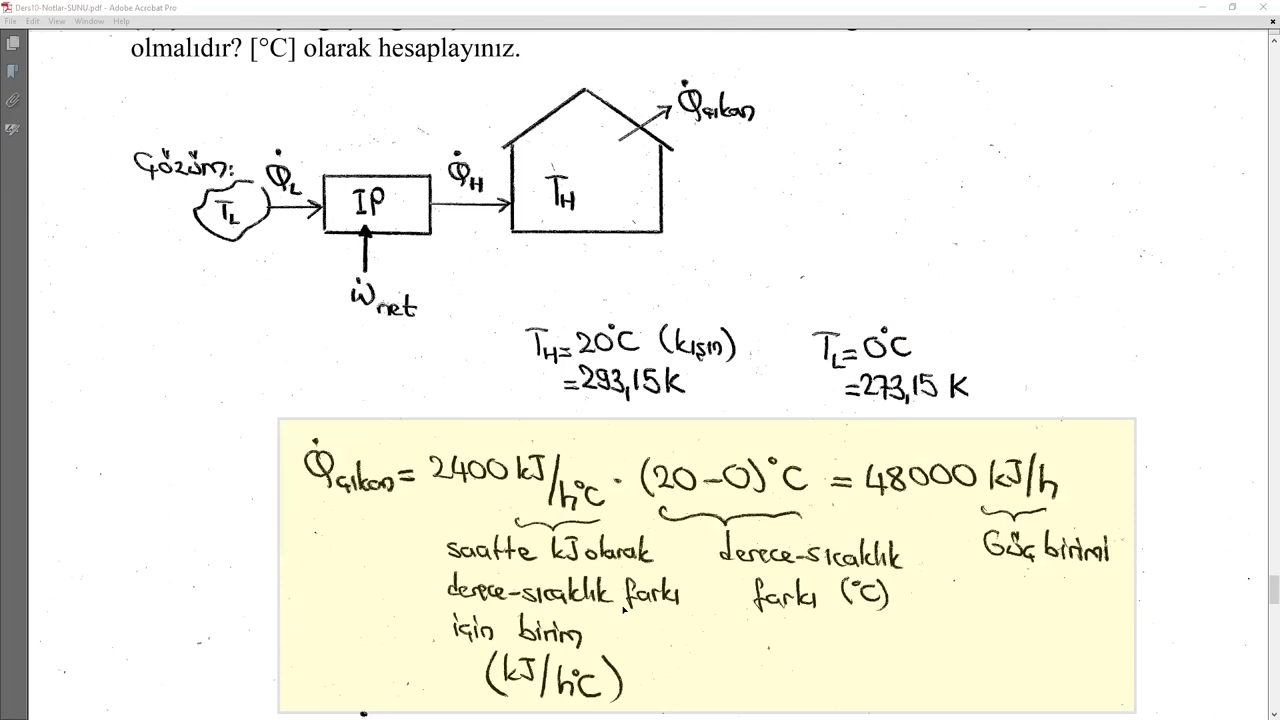 Ders10-Notlar-SUNU.pdf - Adobe Acrobat Pro
File Edit View Window Help
olmalıdır? [°C] olarak hesaplayınız.
Q̇çıkan
Çözüm:
Q̇L
Q̇H
TL
IP
TH
Ẇnet
TH=20°C (kışın)
TL=0°C
=293,15K
=273,15 K
Q̇çıkan = 2400 kJ/h°C · (20-0)°C = 48000 kJ/h
saatte kJ olarak
derece-sıcaklık
Güç birimi
derece-sıcaklık farkı
farkı (°C)
için birim
(kJ/h°C)